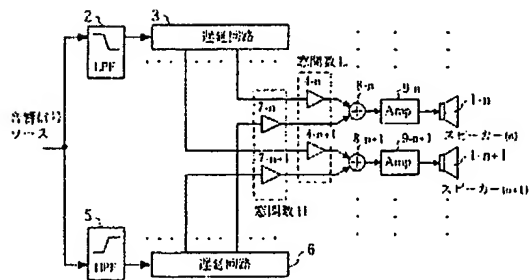 2
3
遅延回路
LPF
音響信号
ソース
窓関数L
4-n
7-n
8-n
9-n
Amp
1-n
スピーカー(n)
4-n+1
8-n+1
9-n+1
Amp
1-n+1
スピーカー(n+1)
7-n+1
窓関数H
5
HPF
遅延回路
6